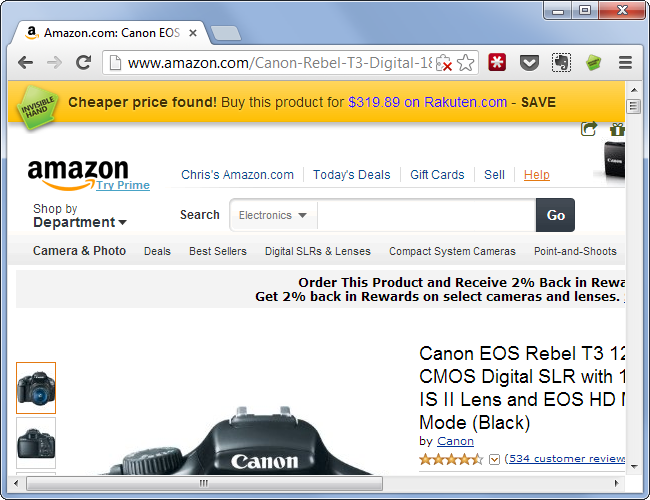 Amazon.com: Canon EOS
www.amazon.com/Canon-Rebel-T3-Digital-18
INVISIBLE HAND
Cheaper price found! Buy this product for $319.89 on Rakuten.com - SAVE
amazon
Try Prime
Chris's Amazon.com Today's Deals Gift Cards Sell Help
Canon
Shop by
Department
Search Electronics Go
Camera & Photo Deals Best Sellers Digital SLRs & Lenses Compact System Cameras Point-and-Shoots
Order This Product and Receive 2% Back in Rewa
Get 2% back in Rewards on select cameras and lenses.
Canon EOS Rebel T3 12
CMOS Digital SLR with 1
IS II Lens and EOS HD
Mode (Black)
by Canon
(534 customer review
Canon